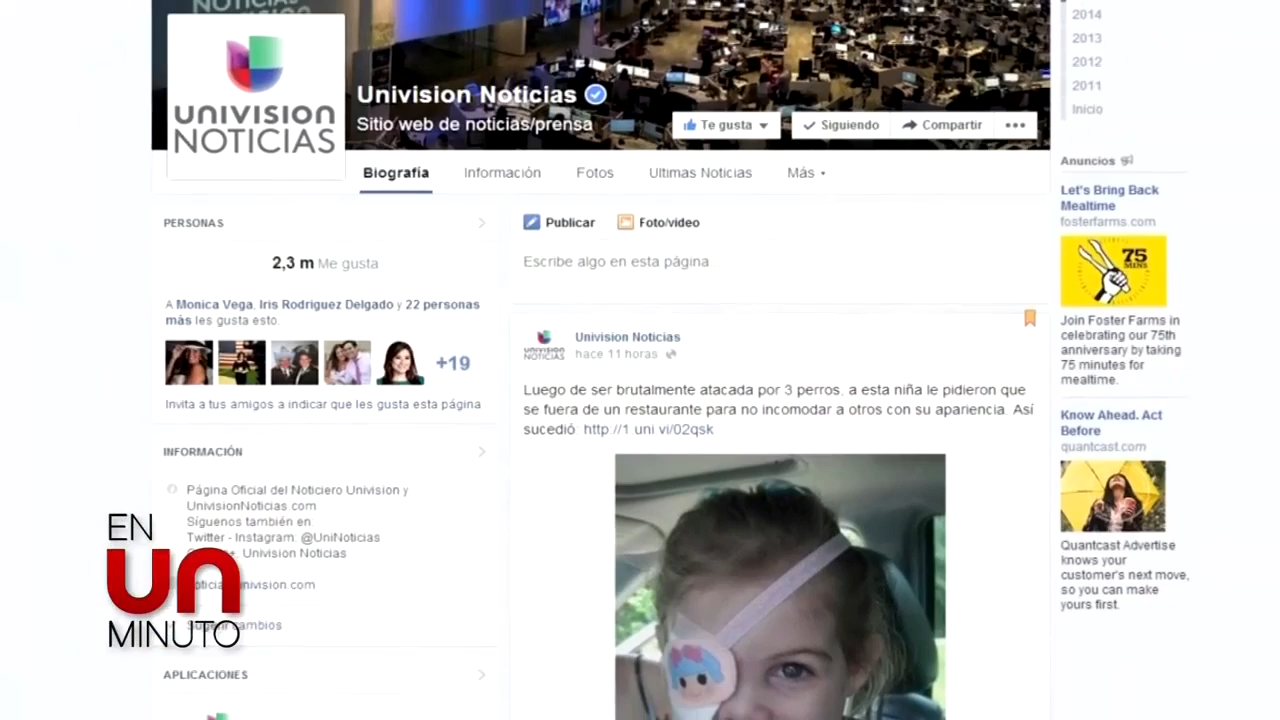 NOTICIAS
UNIVISION
NOTICIAS
Univision Noticias
Sitio web de noticias/prensa
Te gusta
Siguiendo
Compartir
Biografía
Información
Fotos
Ultimas Noticias
Más
PERSONAS
2,3 m Me gusta
A Monica Vega, Iris Rodriguez Delgado y 22 personas
más les gusta esto.
+19
Invita a tus amigos a indicar que les gusta esta página
INFORMACIÓN
Página Oficial del Noticiero Univision y
UnivisionNoticias.com
Síguenos también en:
Twitter - Instagram: @UniNoticias
Univision Noticias
univision.com
APLICACIONES
EN
UN
MINUTO
Publicar
Foto/video
Escribe algo en esta página
UNIVISION
NOTICIAS
Univision Noticias
hace 11 horas
Luego de ser brutalmente atacada por 3 perros, a esta niña le pidieron que
se fuera de un restaurante para no incomodar a otros con su apariencia. Así
sucedió http://1.uni.vi/02qsk
2014
2013
2012
2011
Inicio
Anuncios
Let's Bring Back
Mealtime
fosterfarms.com
75
MINS
Join Foster Farms in
celebrating our 75th
anniversary by taking
75 minutes for
mealtime.
Know Ahead. Act
Before
quantcast.com
Quantcast Advertise
knows your
customer's next move,
so you can make
yours first.